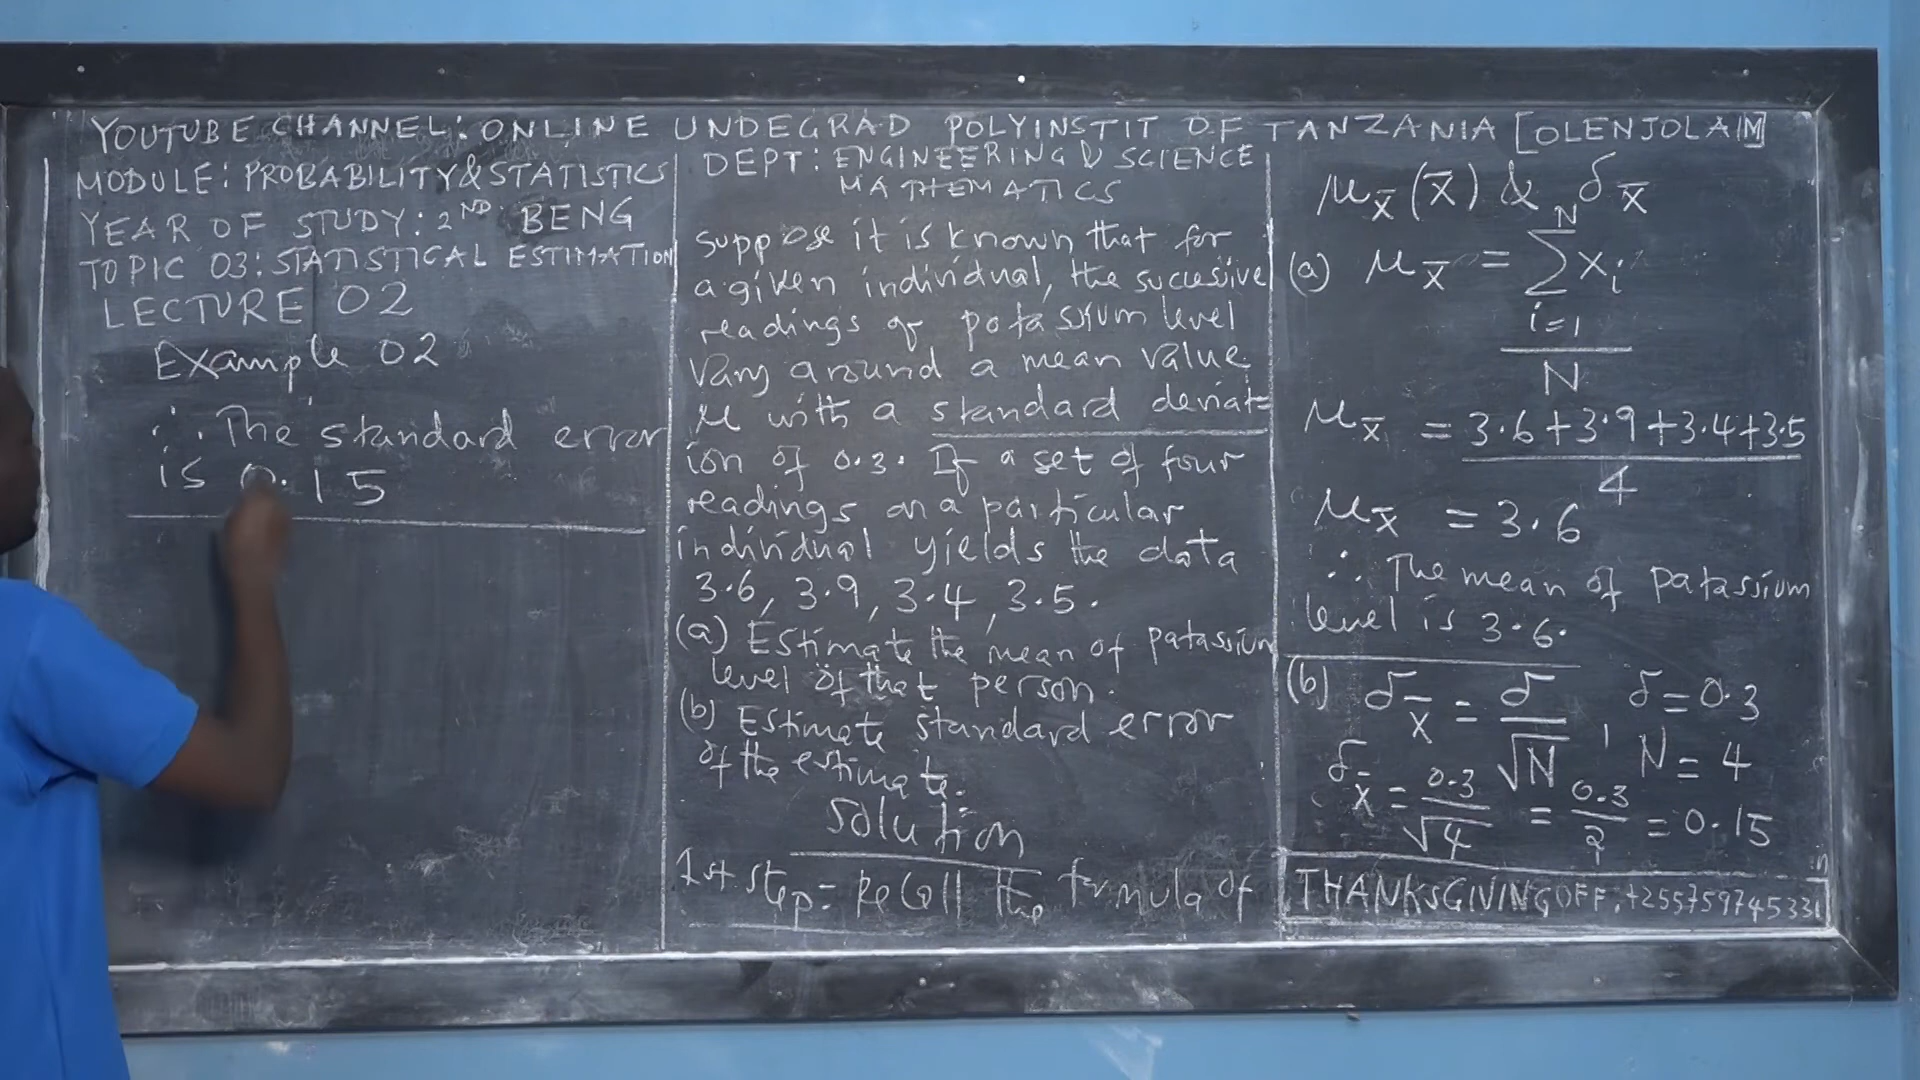 YOUTUBE CHANNEL: ONLINE UNDEGRAD POLYINSTIT OF TANZANIA [OLENJOLAIM]
MODULE: PROBABILITY & STATISTICS
YEAR OF STUDY: 2ND BENG
TOPIC 03: STATISTICAL ESTIMATION
LECTURE 02
Example 02
∴ The standard error
is 0.15
DEPT: ENGINEERING & SCIENCE
MATHEMATICS
suppose it is known that for
a given individual, the sucessive
readings of potassium level
Vary around a mean value
μ with a standard deviat=
ion of 0.3. If a set of four
readings on a particular
individual yields the data
3.6, 3.9, 3.4, 3.5.
(a) Estimate the mean of patassium
level of that person.
(b) Estimate standard error
of the estimate.
Solution
1st step = Recall the formula of
μx̄ (x̄) & δx̄
(a) μx̄ = N∑i=1 xi / N
μx̄ = 3.6+3.9+3.4+3.5 / 4
μx̄ = 3.6
∴ The mean of patassium
level is 3.6.
(b) δx̄ = δ/√N, δ = 0.3
N = 4
δx̄ = 0.3/√4 = 0.3/2 = 0.15
THANKSGIVING OFF: +255759745331